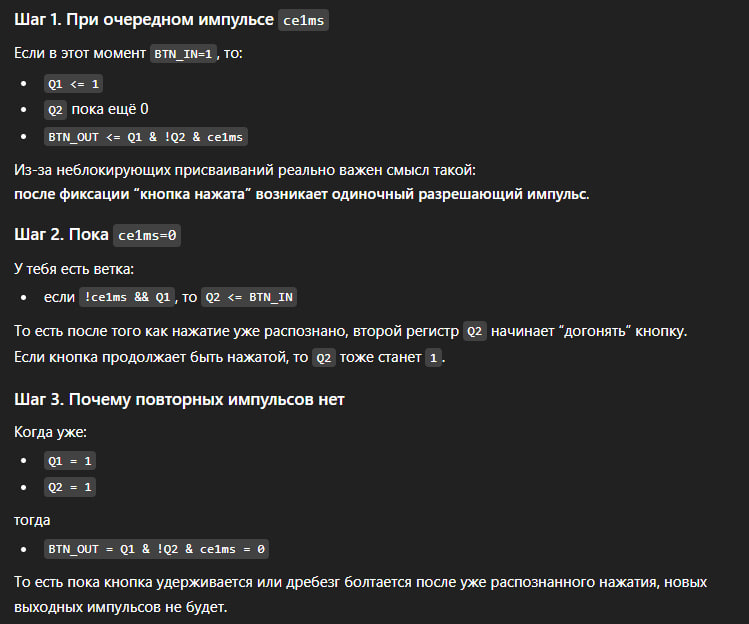 Шаг 1. При очередном импульсе ce1ms
Если в этот момент BTN_IN=1, то:
• Q1 <= 1
• Q2 пока ещё 0
• BTN_OUT <= Q1 & !Q2 & ce1ms
Из-за неблокирующих присваиваний реально важен смысл такой:
после фиксации “кнопка нажата” возникает одиночный разрешающий импульс.
Шаг 2. Пока ce1ms=0
У тебя есть ветка:
• если !ce1ms && Q1, то Q2 <= BTN_IN
То есть после того как нажатие уже распознано, второй регистр Q2 начинает “догонять” кнопку.
Если кнопка продолжает быть нажатой, то Q2 тоже станет 1.
Шаг 3. Почему повторных импульсов нет
Когда уже:
• Q1 = 1
• Q2 = 1
тогда
• BTN_OUT = Q1 & !Q2 & ce1ms = 0
То есть пока кнопка удерживается или дребезг болтается после уже распознанного нажатия, новых
выходных импульсов не будет.